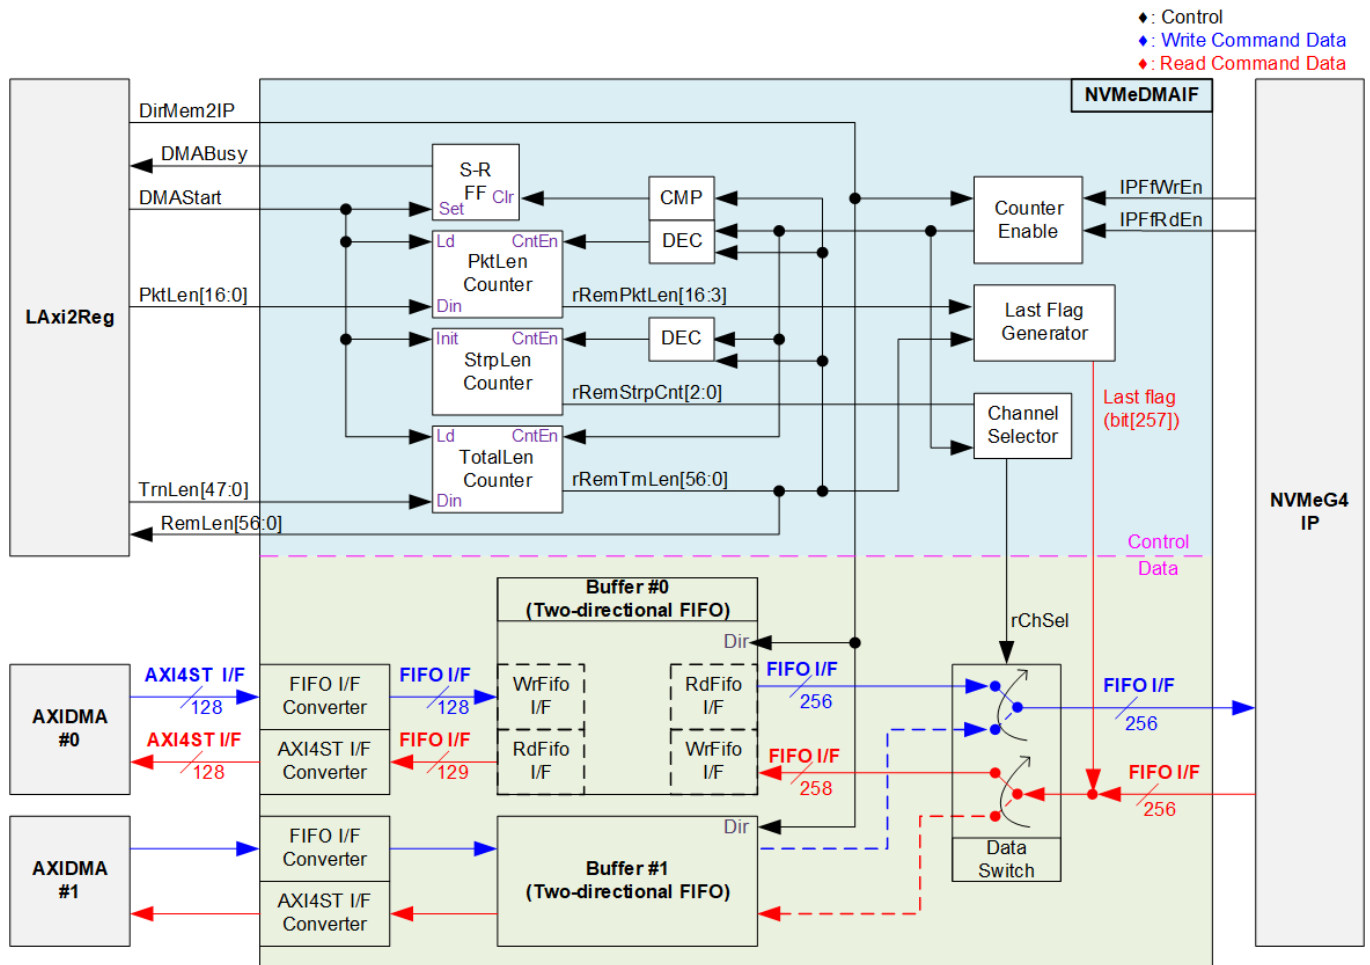 ♦: Control
♦: Write Command Data
♦: Read Command Data
NVMeDMAIF
LAxi2Reg
DirMem2IP
DMABusy
DMAStart
PktLen[16:0]
TrnLen[47:0]
RemLen[56:0]
S-R
FF
Clr
Set
CMP
DEC
Ld
CntEn
PktLen
Counter
Din
rRemPktLen[16:3]
Init
CntEn
StrpLen
Counter
DEC
rRemStrpCnt[2:0]
Ld
CntEn
TotalLen
Counter
Din
rRemTrnLen[56:0]
Counter
Enable
IPFfWrEn
IPFfRdEn
Last Flag
Generator
Last flag
(bit[257])
Channel
Selector
NVMeG4
IP
Control
Data
rChSel
Buffer #0
(Two-directional FIFO)
Dir
AXIDMA
#0
AXI4ST I/F
128
AXI4ST I/F
128
FIFO I/F
Converter
AXI4ST I/F
Converter
FIFO I/F
128
FIFO I/F
129
WrFifo
I/F
RdFifo
I/F
RdFifo
I/F
WrFifo
I/F
FIFO I/F
256
FIFO I/F
258
FIFO I/F
256
FIFO I/F
256
Data
Switch
AXIDMA
#1
FIFO I/F
Converter
AXI4ST I/F
Converter
Dir
Buffer #1
(Two-directional FIFO)